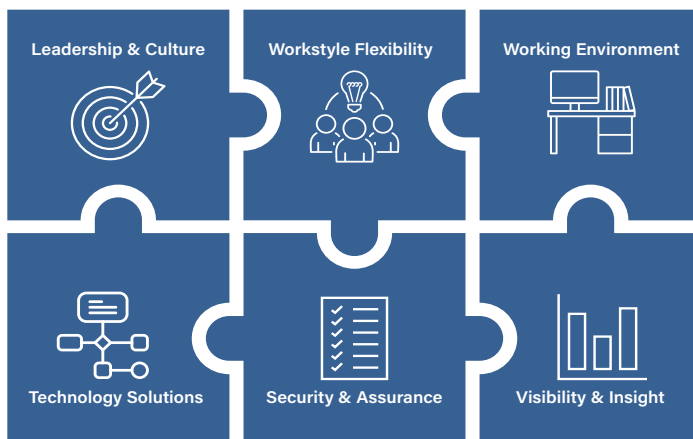 Leadership & Culture
Workstyle Flexibility
Working Environment
Technology Solutions
Security & Assurance
Visibility & Insight